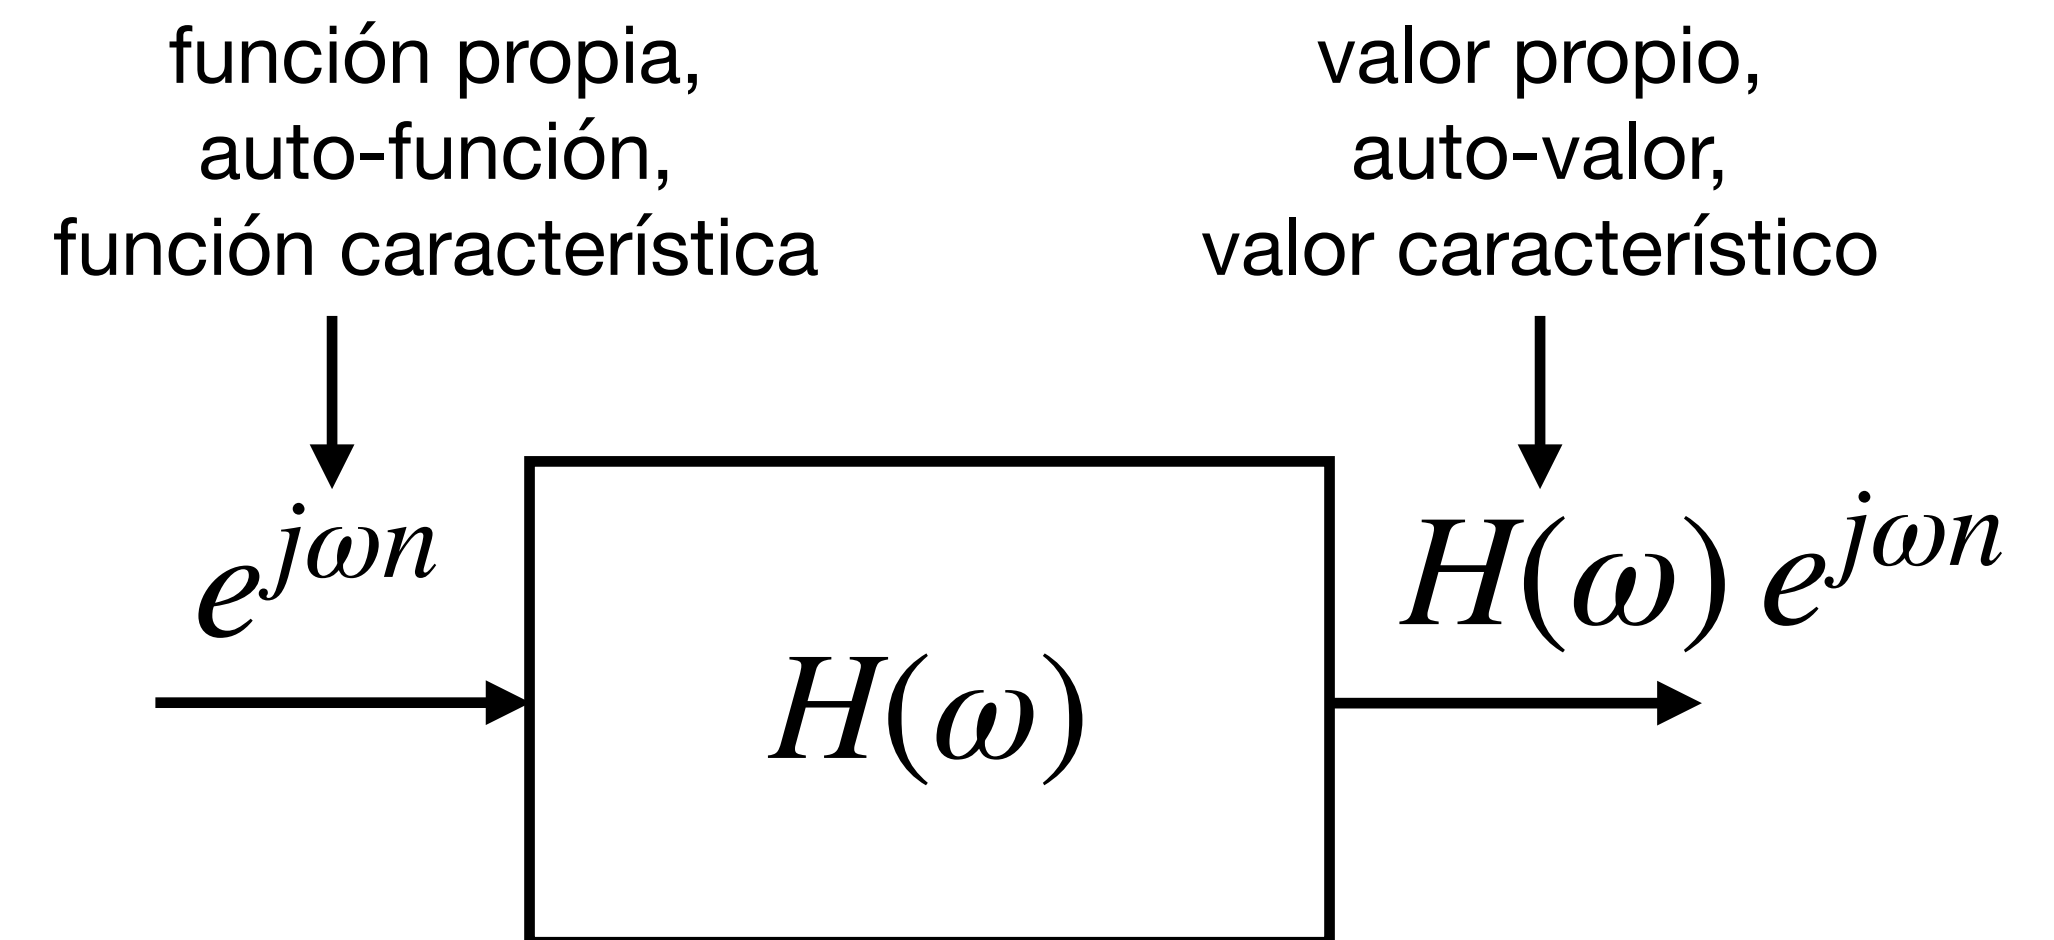 función propia,
auto-función,
función característica
valor propio,
auto-valor,
valor característico
e^{jωn}
H(ω)
H(ω) e^{jωn}